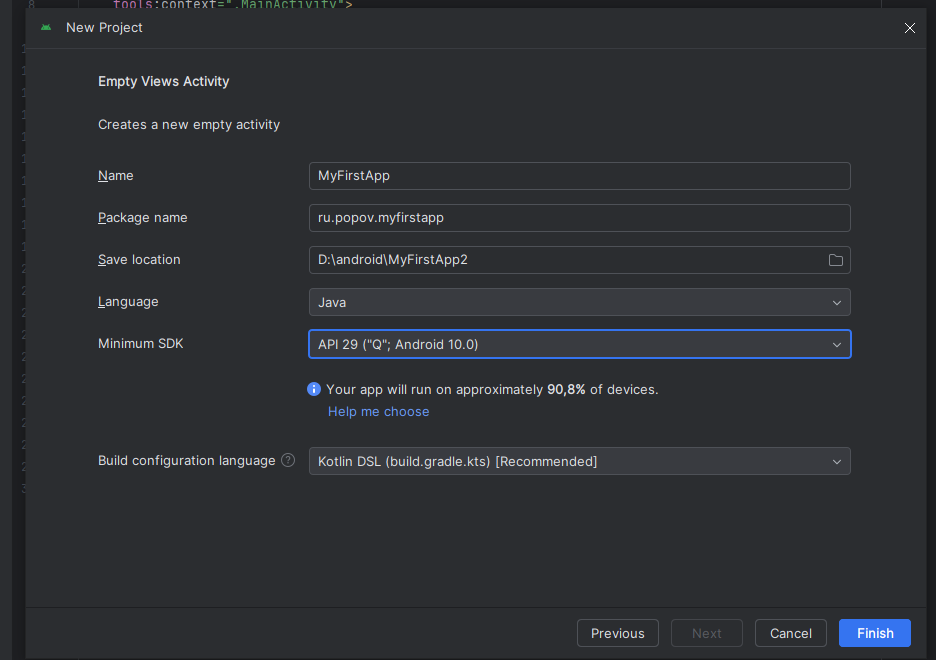 tools:context=".MainActivity">
New Project
Empty Views Activity
Creates a new empty activity
Name
MyFirstApp
Package name
ru.popov.myfirstapp
Save location
D:\android\MyFirstApp2
Language
Java
Minimum SDK
API 29 ("Q"; Android 10.0)
Your app will run on approximately 90,8% of devices.
Help me choose
Build configuration language
Kotlin DSL (build.gradle.kts) [Recommended]
Previous
Next
Cancel
Finish